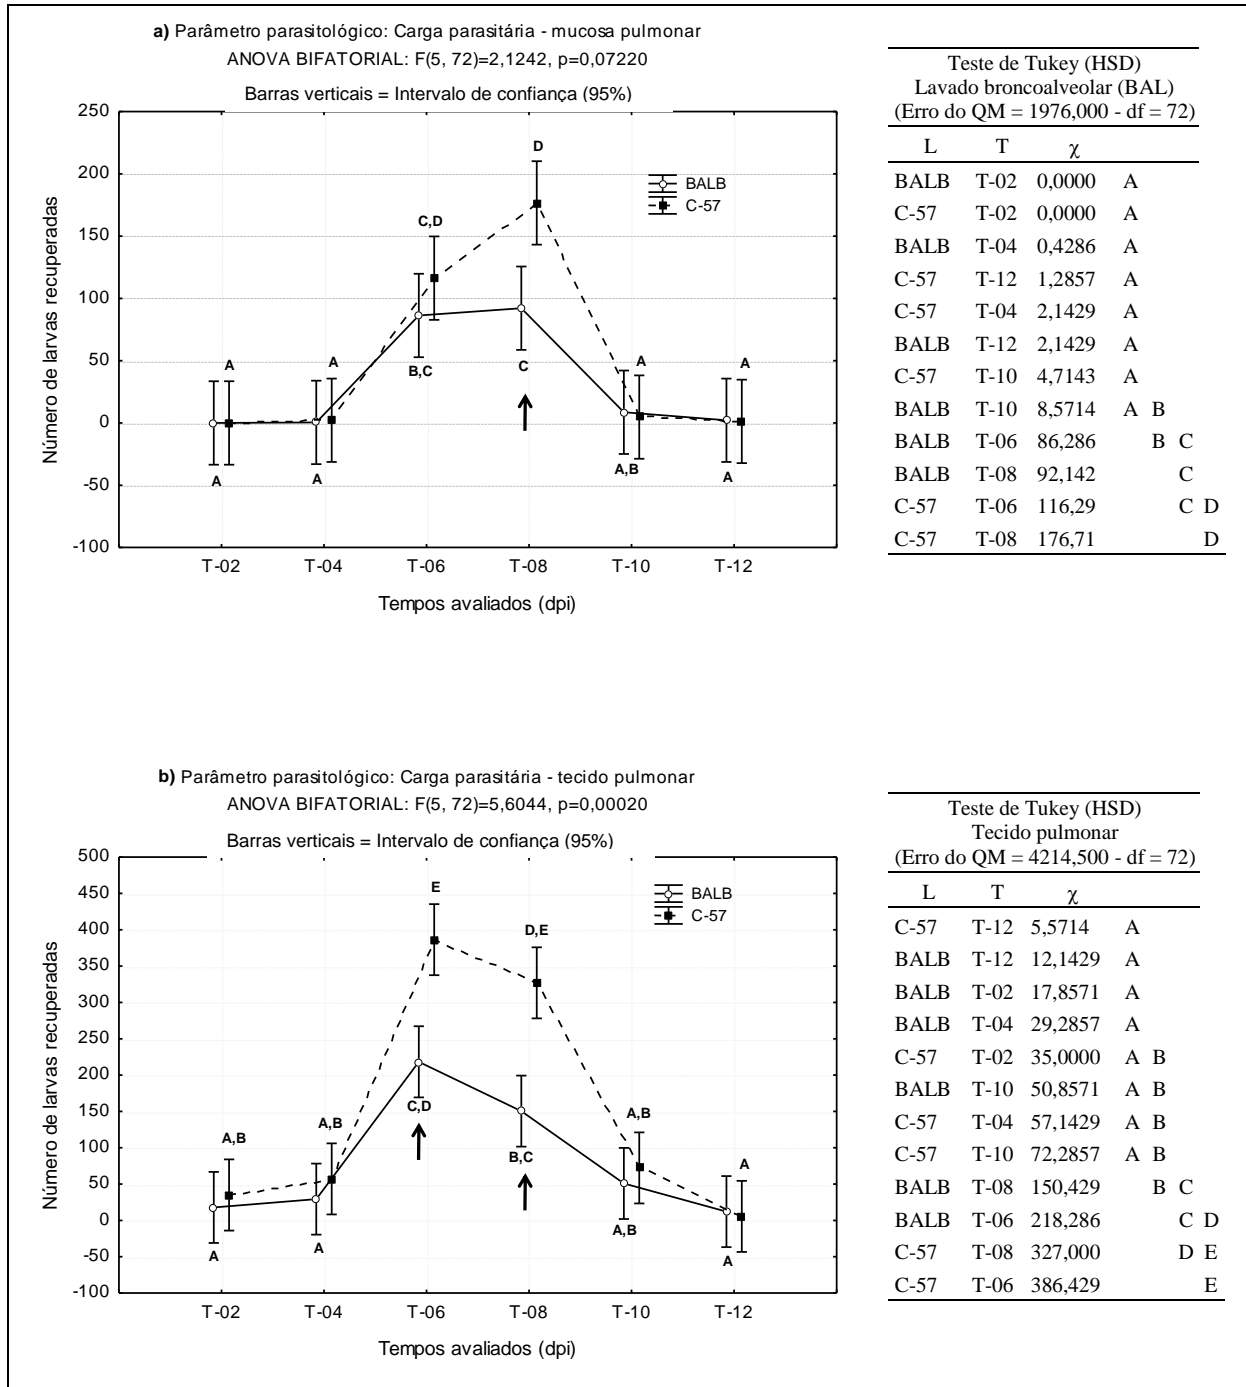 a) Parâmetro parasitológico: Carga parasitária - mucosa pulmonar
ANOVA BIFATORIAL: F(5, 72)=2,1242, p=0,07220
Barras verticais = Intervalo de confiança (95%)
250
200
150
100
50
0
-50
-100
Número de larvas recuperadas
BALB
C-57
D
C,D
B,C
C
A
A
A
A
A
A
A,B
A
T-02
T-04
T-06
T-08
T-10
T-12
Tempos avaliados (dpi)
Teste de Tukey (HSD)
Lavado broncoalveolar (BAL)
(Erro do QM = 1976,000 - df = 72)
L T χ
BALB T-02 0,0000 A
C-57 T-02 0,0000 A
BALB T-04 0,4286 A
C-57 T-12 1,2857 A
C-57 T-04 2,1429 A
BALB T-12 2,1429 A
C-57 T-10 4,7143 A
BALB T-10 8,5714 A B
BALB T-06 86,286 B C
BALB T-08 92,142 C
C-57 T-06 116,29 C D
C-57 T-08 176,71 D
b) Parâmetro parasitológico: Carga parasitária - tecido pulmonar
ANOVA BIFATORIAL: F(5, 72)=5,6044, p=0,00020
Barras verticais = Intervalo de confiança (95%)
500
450
400
350
300
250
200
150
100
50
0
-50
-100
Número de larvas recuperadas
BALB
C-57
E
D,E
C,D
B,C
A,B
A,B
A,B
A
A
A
A,B
A
T-02
T-04
T-06
T-08
T-10
T-12
Tempos avaliados (dpi)
Teste de Tukey (HSD)
Tecido pulmonar
(Erro do QM = 4214,500 - df = 72)
L T χ
C-57 T-12 5,5714 A
BALB T-12 12,1429 A
BALB T-02 17,8571 A
BALB T-04 29,2857 A
C-57 T-02 35,0000 A B
BALB T-10 50,8571 A B
C-57 T-04 57,1429 A B
C-57 T-10 72,2857 A B
BALB T-08 150,429 B C
BALB T-06 218,286 C D
C-57 T-08 327,000 D E
C-57 T-06 386,429 E